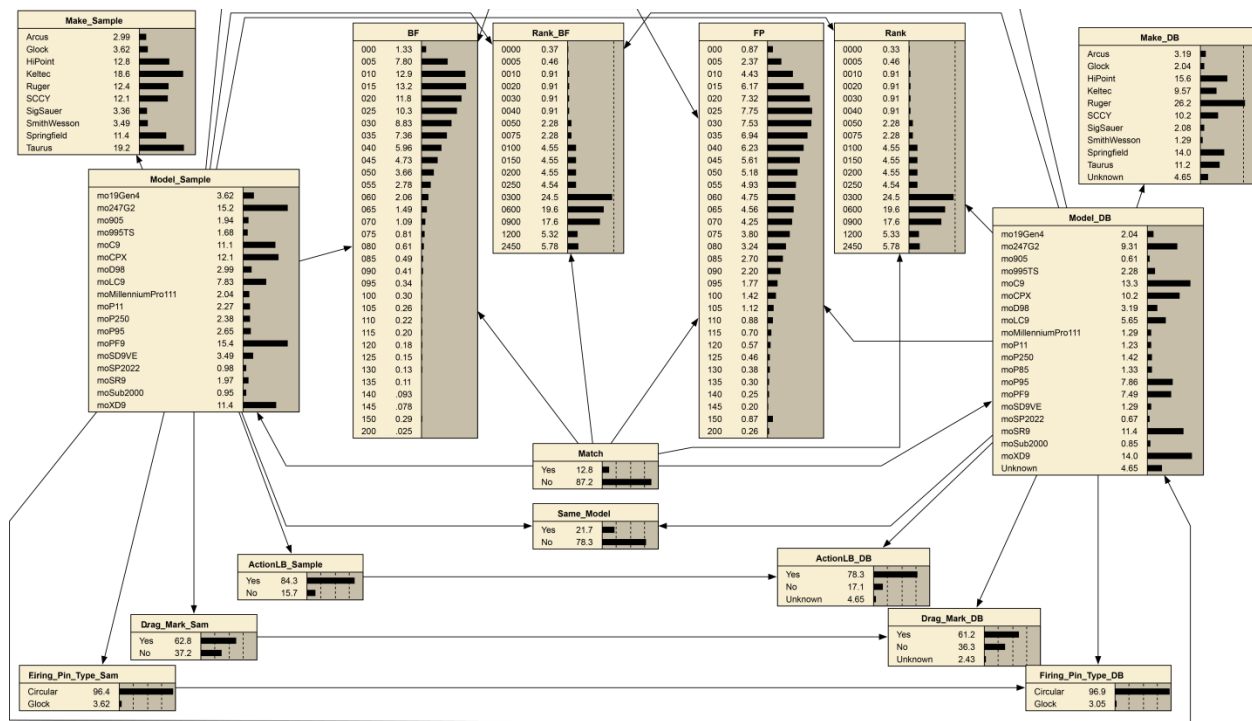 Make_Sample
Arcus 2.99
Glock 3.62
HiPoint 12.8
Keltec 18.6
Ruger 12.4
SCCY 12.1
SigSauer 3.36
SmithWesson 3.49
Springfield 11.4
Taurus 19.2
BF
000 1.33
005 7.80
010 12.9
015 13.2
020 11.8
025 10.3
030 8.83
035 7.36
040 5.96
045 4.73
050 3.66
055 2.78
060 2.06
065 1.49
070 1.09
075 0.81
080 0.61
085 0.49
090 0.41
095 0.34
100 0.30
105 0.26
110 0.22
115 0.20
120 0.18
125 0.15
130 0.13
135 0.11
140 .093
145 .078
150 0.29
200 .025
Rank_BF
0000 0.37
0005 0.46
0010 0.91
0020 0.91
0030 0.91
0040 0.91
0050 2.28
0075 2.28
0100 4.55
0150 4.55
0200 4.55
0250 4.54
0300 24.5
0600 19.6
0900 17.6
1200 5.32
2450 5.78
FP
000 0.87
005 2.37
010 4.43
015 6.17
020 7.32
025 7.75
030 7.53
035 6.94
040 6.23
045 5.61
050 5.18
055 4.93
060 4.75
065 4.56
070 4.25
075 3.80
080 3.24
085 2.70
090 2.20
095 1.77
100 1.42
105 1.12
110 0.88
115 0.70
120 0.57
125 0.46
130 0.38
135 0.30
140 0.25
145 0.20
150 0.87
200 0.26
Rank
0000 0.33
0005 0.46
0010 0.91
0020 0.91
0030 0.91
0040 0.91
0050 2.28
0075 2.28
0100 4.55
0150 4.55
0200 4.55
0250 4.54
0300 24.5
0600 19.6
0900 17.6
1200 5.33
2450 5.78
Make_DB
Arcus 3.19
Glock 2.04
HiPoint 15.6
Keltec 9.57
Ruger 26.2
SCCY 10.2
SigSauer 2.08
SmithWesson 1.29
Springfield 14.0
Taurus 11.2
Unknown 4.65
Model_Sample
mo19Gen4 3.62
mo247G2 15.2
mo905 1.94
mo995TS 1.68
moC9 11.1
moCPX 12.1
moD98 2.99
moLC9 7.83
moMillenniumPro111 2.04
moP11 2.27
moP250 2.38
moP95 2.65
moPF9 15.4
moSD9VE 3.49
moSP2022 0.98
moSR9 1.97
moSub2000 0.95
moXD9 11.4
Model_DB
mo19Gen4 2.04
mo247G2 9.31
mo905 0.61
mo995TS 2.28
moC9 13.3
moCPX 10.2
moD98 3.19
moLC9 5.65
moMillenniumPro111 1.29
moP11 1.23
moP250 1.42
moP85 1.33
moP95 7.86
moPF9 7.49
moSD9VE 1.29
moSP2022 0.67
moSR9 11.4
moSub2000 0.85
moXD9 14.0
Unknown 4.65
Match
Yes 12.8
No 87.2
Same_Model
Yes 21.7
No 78.3
ActionLB_Sample
Yes 84.3
No 15.7
ActionLB_DB
Yes 78.3
No 17.1
Unknown 4.65
Drag_Mark_Sam
Yes 62.8
No 37.2
Drag_Mark_DB
Yes 61.2
No 36.3
Unknown 2.43
Firing_Pin_Type_Sam
Circular 96.4
Glock 3.62
Firing_Pin_Type_DB
Circular 96.9
Glock 3.05